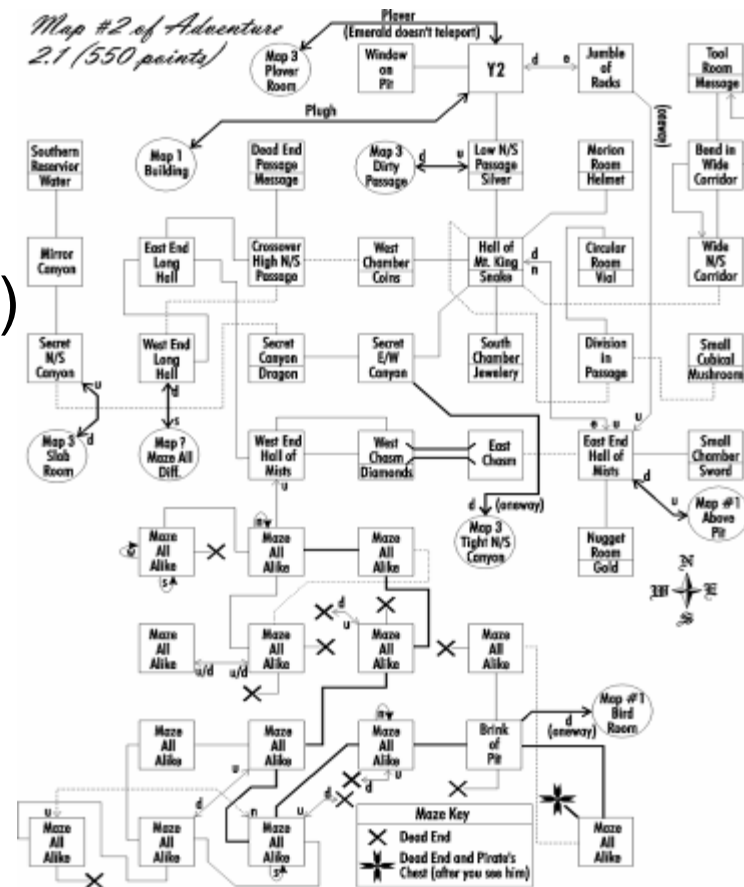 Map #2 of Adventure
2.1 (550 points)
)
Plover
(Emerald doesn't teleport)
Map 3
Plover
Room
Window
on
Pit
Y2
d
e
Jumble
of
Rocks
Tool
Room
Message
(oneway)
Plugh
Southern
Reservior
Water
Map 1
Building
Dead End
Passage
Message
Map 3
Dirty
Passage
d
u
Low N/S
Passage
Silver
Morion
Room
Helmet
Bend in
Wide
Corridor
Mirror
Canyon
East End
Long
Hall
Crossover
High N/S
Passage
West
Chamber
Coins
Hall of
Mt. King
Snake
d
n
Circular
Room
Vial
Wide
N/S
Corridor
Secret
N/S
Canyon
West End
Long
Hall
Secret
Canyon
Dragon
Secret
E/W
Canyon
South
Chamber
Jewelery
Division
in
Passage
Small
Cubical
Mushroom
u
d
Map 3
Slab
Room
d
s
Map ?
Maze All
Diff.
West End
Hall of
Mists
u
West
Chasm
Diamonds
East
Chasm
e
u
u
East End
Hall of
Mists
Small
Chamber
Sword
d
u
Map #1
Above
Pit
d
(oneway)
Map 3
Tight N/S
Canyon
Nugget
Room
Gold
N
W
E
S
Maze
All
Alike
s
n
Maze
All
Alike
Maze
All
Alike
Maze
All
Alike
u/d
u/d
Maze
All
Alike
d
u
Maze
All
Alike
Maze
All
Alike
Map #1
Bird
Room
d
(oneway)
Maze
All
Alike
Maze
All
Alike
u
d
n
Maze
All
Alike
d
u
Brink
of
Pit
u
Maze
All
Alike
Maze
All
Alike
n
u
d
Maze
All
Alike
s
Maze
All
Alike
Maze Key
Dead End
Dead End and Pirate's
Chest (after you see him)